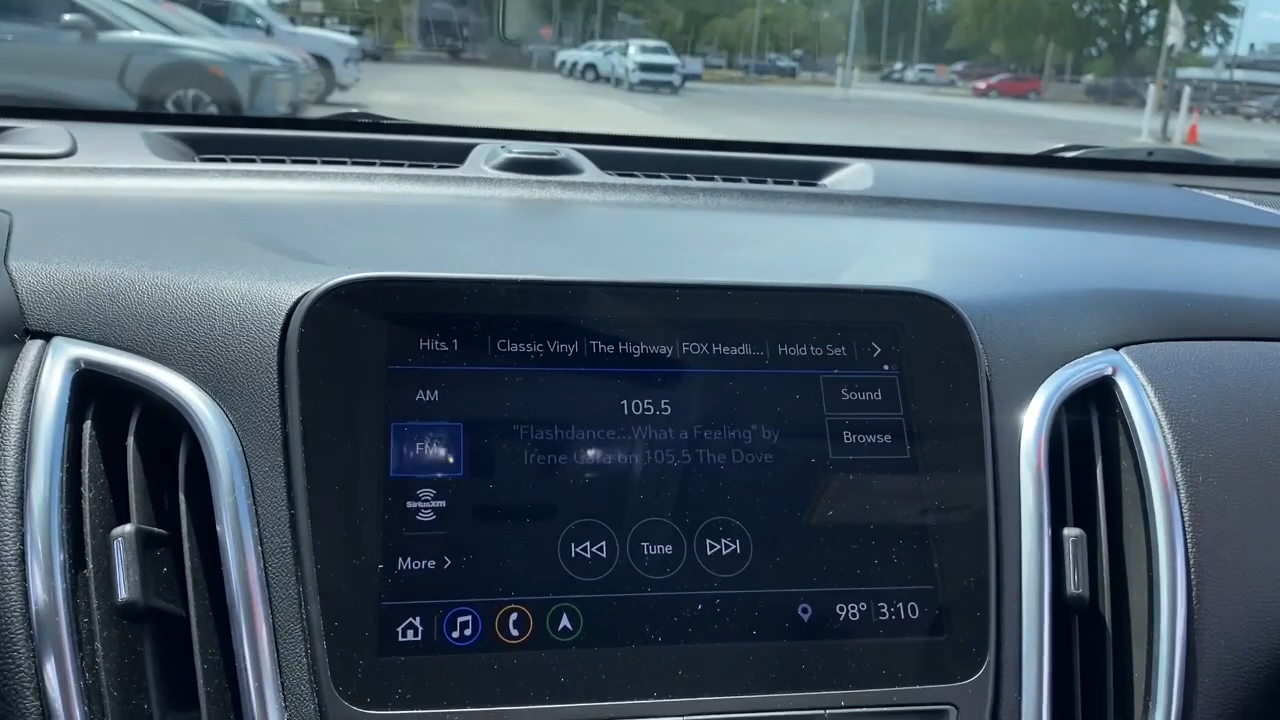 Hits 1 Classic Vinyl The Highway FOX Headli... Hold to Set
AM
105.5
Sound
FM
"Flashdance...What a Feeling" by
Irene Cara on 105.5 The Dove
Browse
SiriusXM
More
Tune
98° 3:10